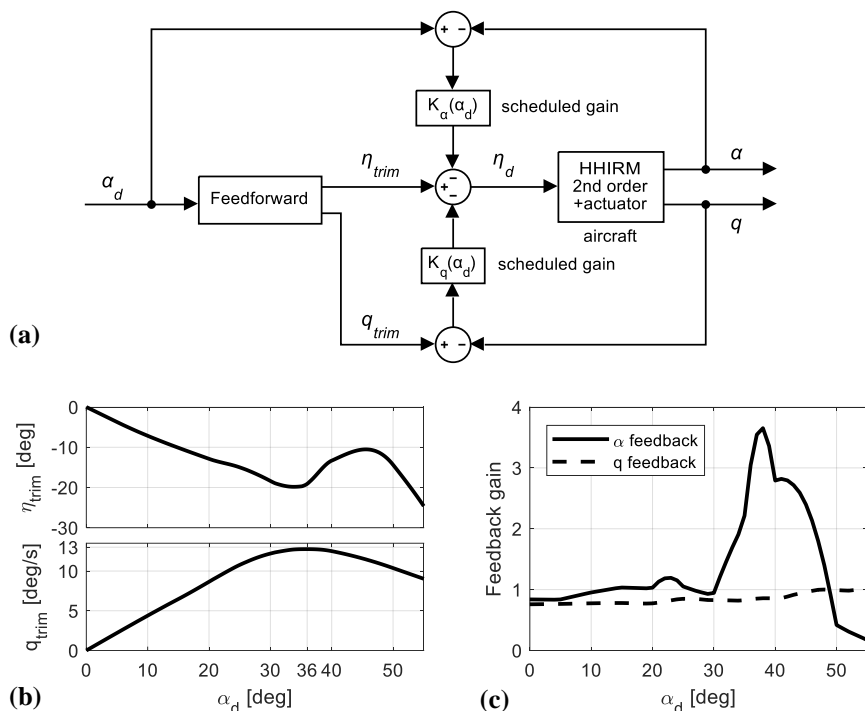 + −
K_α(α_d) scheduled gain
α_d
Feedforward
η_trim
+ − −
η_d
HHIRM
2nd order
+actuator
aircraft
α
q
K_q(α_d) scheduled gain
q_trim
+ −
(a)
η_trim [deg]
0
-10
-20
-30
q_trim [deg/s]
13
10
5
0
0 10 20 30 36 40 50
α_d [deg]
(b)
Feedback gain
4
3
2
1
0
α feedback
q feedback
0 10 20 30 40 50
α_d [deg]
(c)